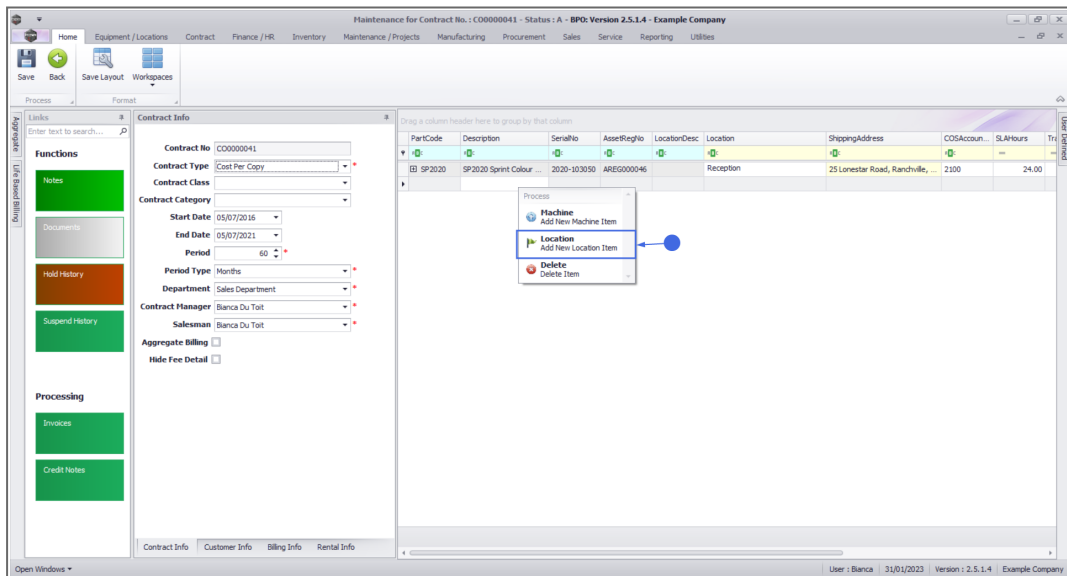 Maintenance for Contract No. : CO0000041 - Status : A - BPO: Version 2.5.1.4 - Example Company
Home Equipment / Locations Contract Finance / HR Inventory Maintenance / Projects Manufacturing Procurement Sales Service Reporting Utilities
Save Back Save Layout Workspaces
Process Format
Aggregate
Life Based Billing
Links
Enter text to search...
Functions
Notes
Documents
Hold History
Suspend History
Processing
Invoices
Credit Notes
Contract Info
Contract No CO0000041
Contract Type Cost Per Copy *
Contract Class
Contract Category
Start Date 05/07/2016
End Date 05/07/2021
Period 60 *
Period Type Months *
Department Sales Department *
Contract Manager Bianca Du Toit *
Salesman Bianca Du Toit *
Aggregate Billing
Hide Fee Detail
Contract Info Customer Info Billing Info Rental Info
Drag a column header here to group by that column
PartCode Description SerialNo AssetRegNo LocationDesc Location ShippingAddress COSAccoun... SLAHours Tr
SP2020 SP2020 Sprint Colour ... 2020-103050 AREG000046 Reception 25 Lonestar Road, Ranchville, ... 2100 24.00
Process
Machine
Add New Machine Item
Location
Add New Location Item
Delete
Delete Item
User Defined
Open Windows User : Bianca 31/01/2023 Version : 2.5.1.4 Example Company